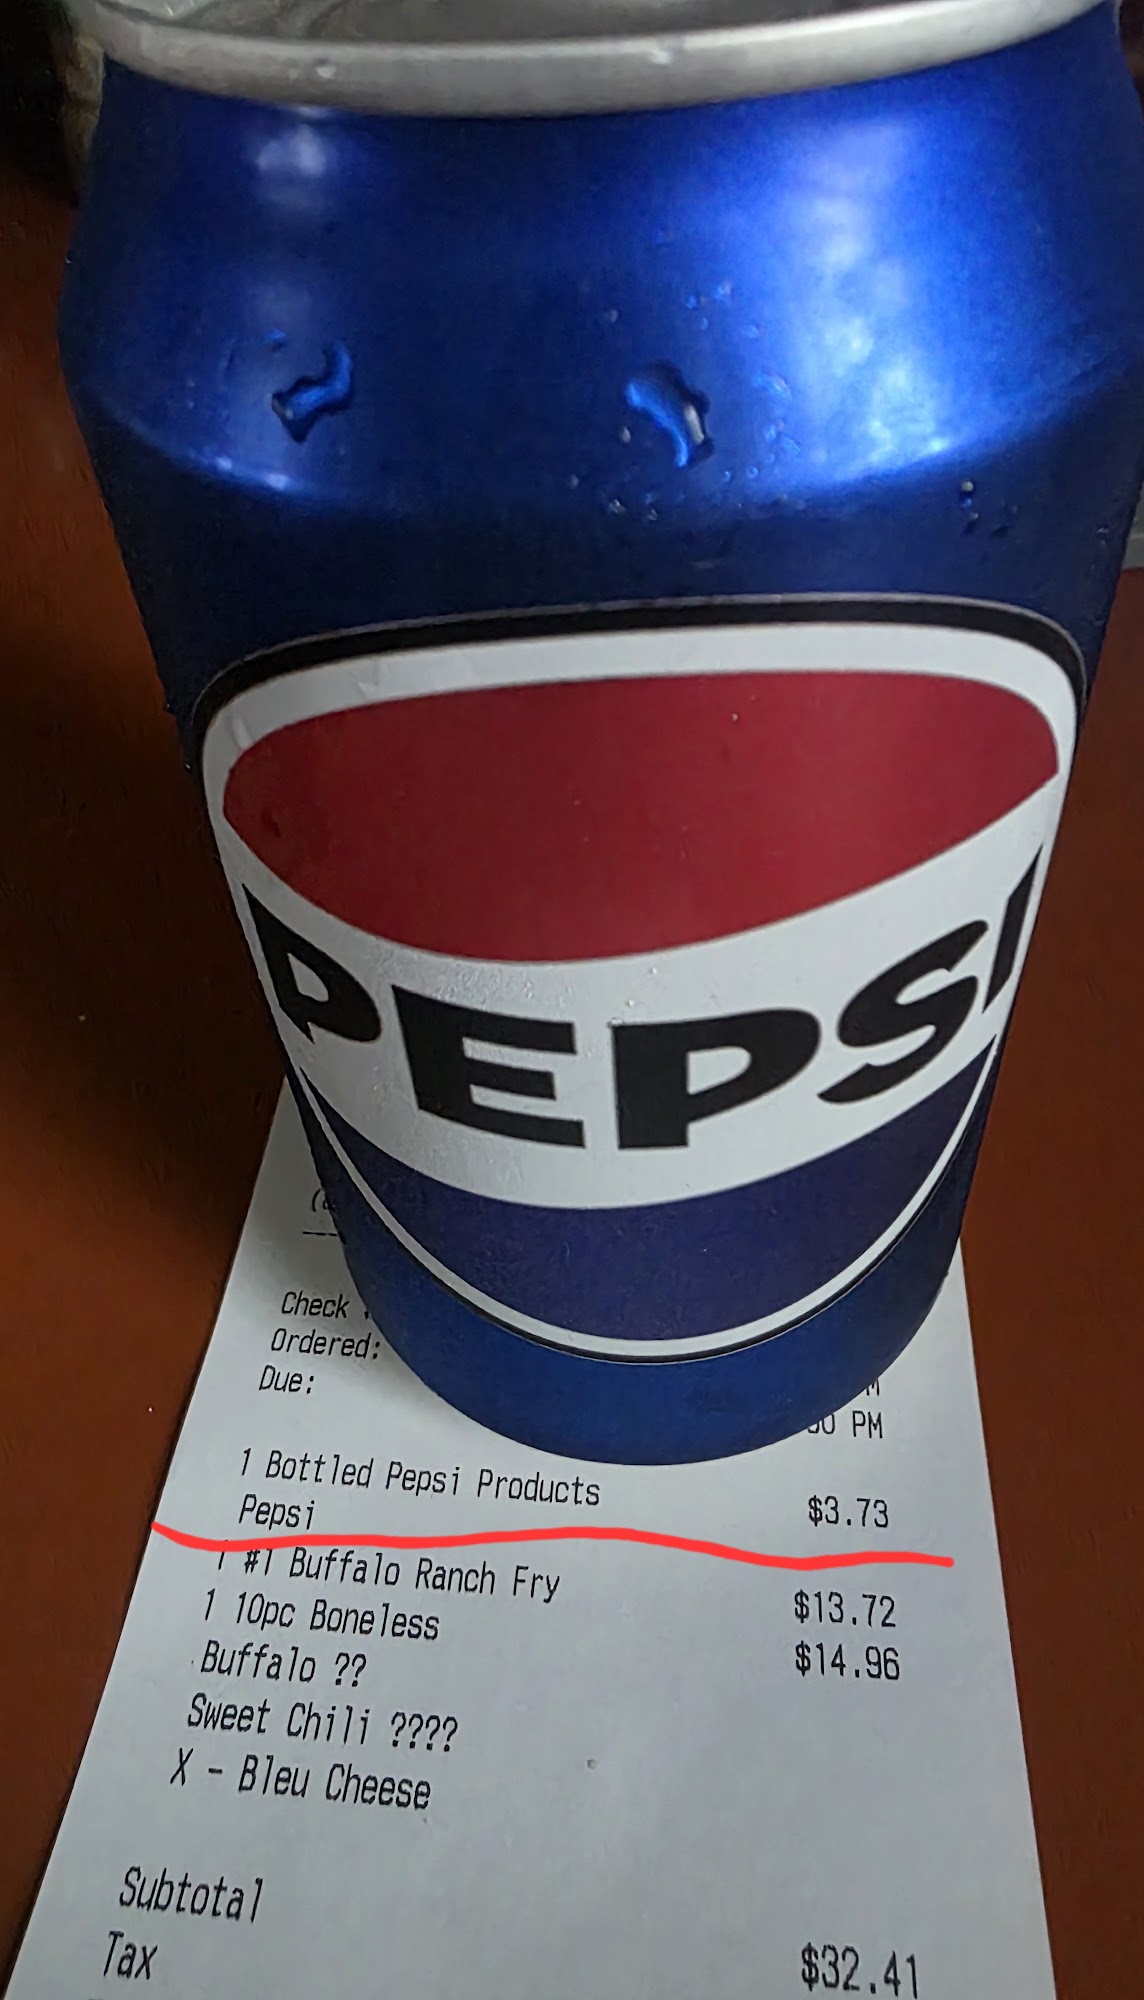 PEPSI
Check
Ordered:
Due:
PM
1 Bottled Pepsi Products $3.73
Pepsi
1 #1 Buffalo Ranch Fry $13.72
1 10pc Boneless $14.96
Buffalo ??
Sweet Chili ????
X - Bleu Cheese
Subtotal $32.41
Tax